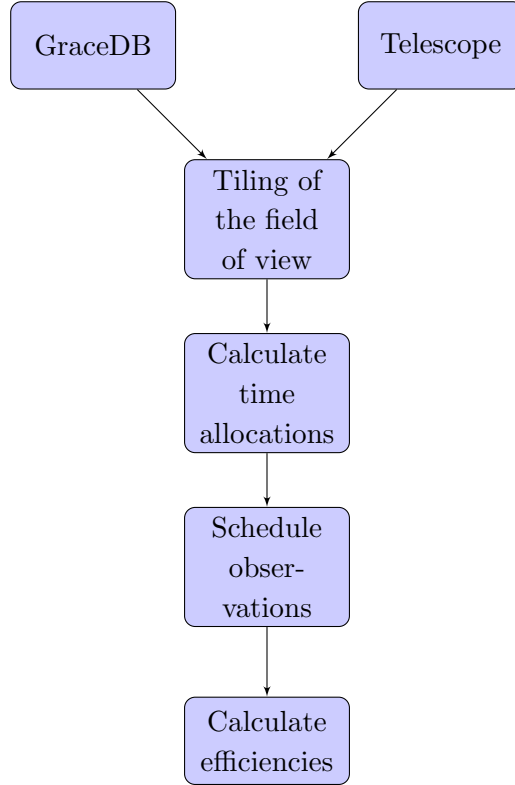 GraceDB
Telescope
Tiling of
the field
of view
Calculate
time
allocations
Schedule
obser-
vations
Calculate
efficiencies